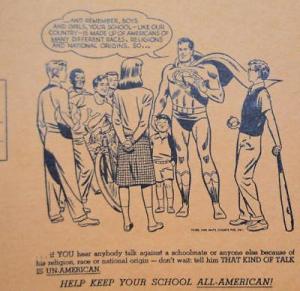 ...AND REMEMBER, BOYS
AND GIRLS, YOUR SCHOOL – LIKE OUR
COUNTRY – IS MADE UP OF AMERICANS OF
MANY DIFFERENT RACES, RELIGIONS
AND NATIONAL ORIGINS. SO...
If YOU hear anybody talk against a schoolmate or anyone else because of
his religion, race or national origin – don't wait: tell him THAT KIND OF TALK
IS UN-AMERICAN.
HELP KEEP YOUR SCHOOL ALL-AMERICAN!